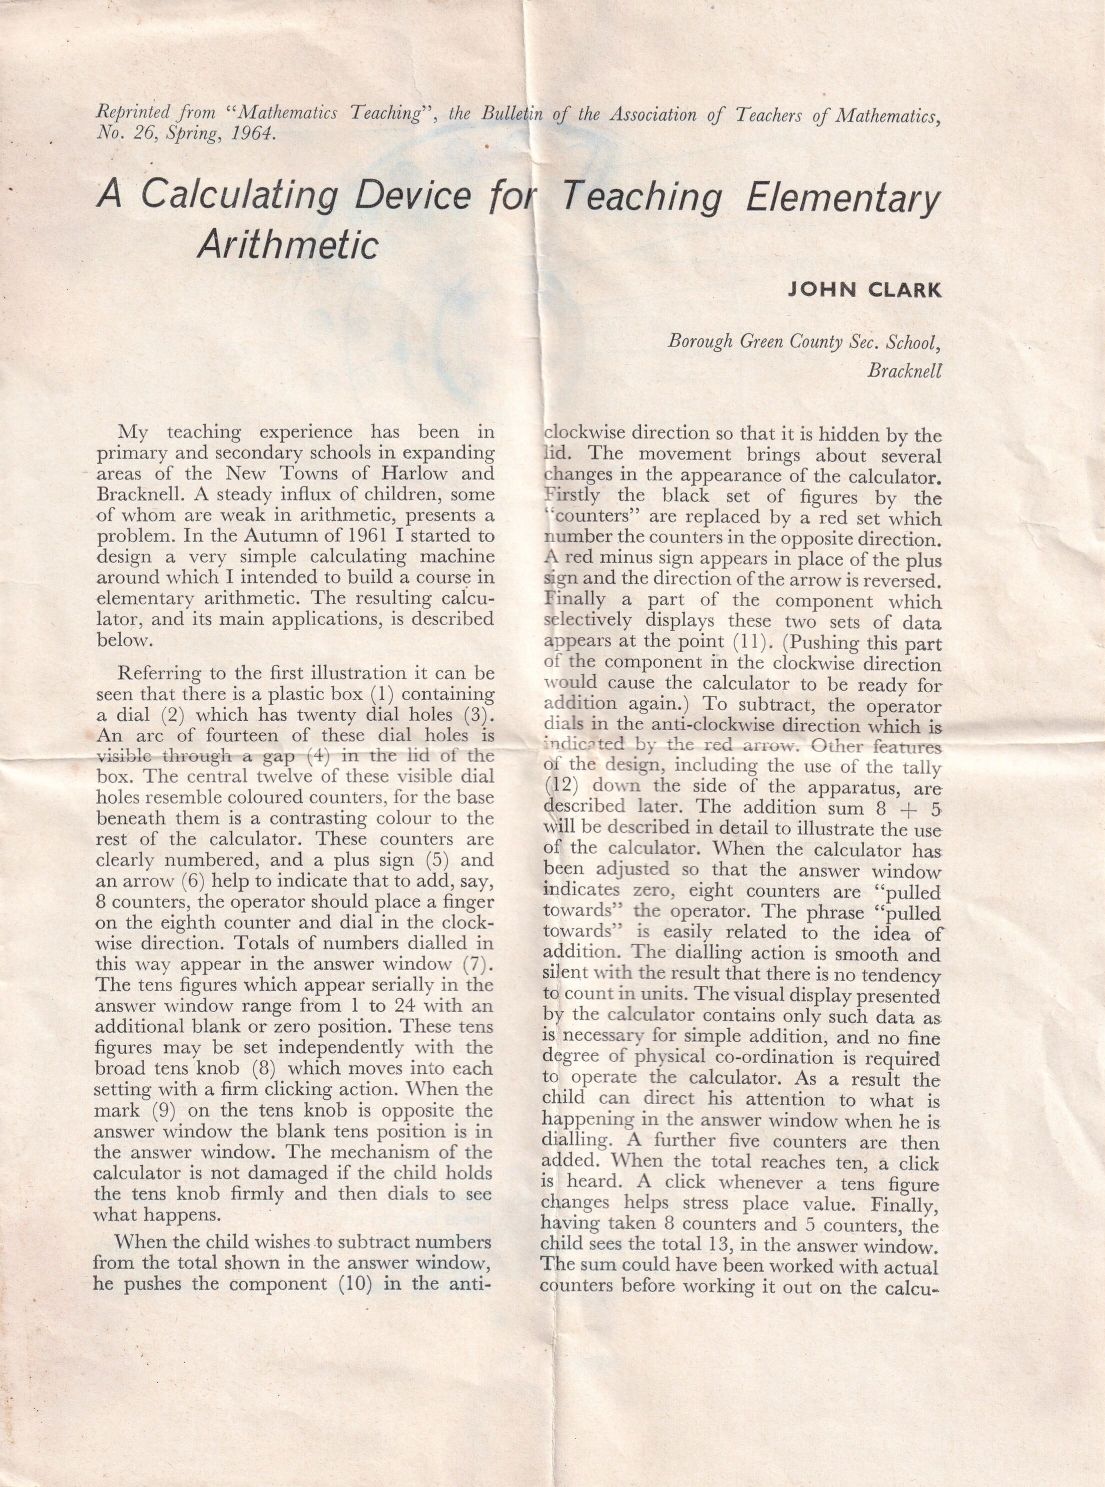 Reprinted from “Mathematics Teaching”, the Bulletin of the Association of Teachers of Mathematics,
No. 26, Spring, 1964.
A Calculating Device for Teaching Elementary
Arithmetic
JOHN CLARK
Borough Green County Sec. School,
Bracknell
My teaching experience has been in
primary and secondary schools in expanding
areas of the New Towns of Harlow and
Bracknell. A steady influx of children, some
of whom are weak in arithmetic, presents a
problem. In the Autumn of 1961 I started to
design a very simple calculating machine
around which I intended to build a course in
elementary arithmetic. The resulting calcu-
lator, and its main applications, is described
below.
Referring to the first illustration it can be
seen that there is a plastic box (1) containing
a dial (2) which has twenty dial holes (3).
An arc of fourteen of these dial holes is
visible through a gap (4) in the lid of the
box. The central twelve of these visible dial
holes resemble coloured counters, for the base
beneath them is a contrasting colour to the
rest of the calculator. These counters are
clearly numbered, and a plus sign (5) and
an arrow (6) help to indicate that to add, say,
8 counters, the operator should place a finger
on the eighth counter and dial in the clock-
wise direction. Totals of numbers dialled in
this way appear in the answer window (7).
The tens figures which appear serially in the
answer window range from 1 to 24 with an
additional blank or zero position. These tens
figures may be set independently with the
broad tens knob (8) which moves into each
setting with a firm clicking action. When the
mark (9) on the tens knob is opposite the
answer window the blank tens position is in
the answer window. The mechanism of the
calculator is not damaged if the child holds
the tens knob firmly and then dials to see
what happens.
When the child wishes to subtract numbers
from the total shown in the answer window,
he pushes the component (10) in the anti-
clockwise direction so that it is hidden by the
lid. The movement brings about several
changes in the appearance of the calculator.
Firstly the black set of figures by the
“counters” are replaced by a red set which
number the counters in the opposite direction.
A red minus sign appears in place of the plus
sign and the direction of the arrow is reversed.
Finally a part of the component which
selectively displays these two sets of data
appears at the point (11). (Pushing this part
of the component in the clockwise direction
would cause the calculator to be ready for
addition again.) To subtract, the operator
dials in the anti-clockwise direction which is
indicated by the red arrow. Other features
of the design, including the use of the tally
(12) down the side of the apparatus, are
described later. The addition sum 8 + 5
will be described in detail to illustrate the use
of the calculator. When the calculator has
been adjusted so that the answer window
indicates zero, eight counters are “pulled
towards” the operator. The phrase “pulled
towards” is easily related to the idea of
addition. The dialling action is smooth and
silent with the result that there is no tendency
to count in units. The visual display presented
by the calculator contains only such data as
is necessary for simple addition, and no fine
degree of physical co-ordination is required
to operate the calculator. As a result the
child can direct his attention to what is
happening in the answer window when he is
dialling. A further five counters are then
added. When the total reaches ten, a click
is heard. A click whenever a tens figure
changes helps stress place value. Finally,
having taken 8 counters and 5 counters, the
child sees the total 13, in the answer window.
The sum could have been worked with actual
counters before working it out on the calcu-